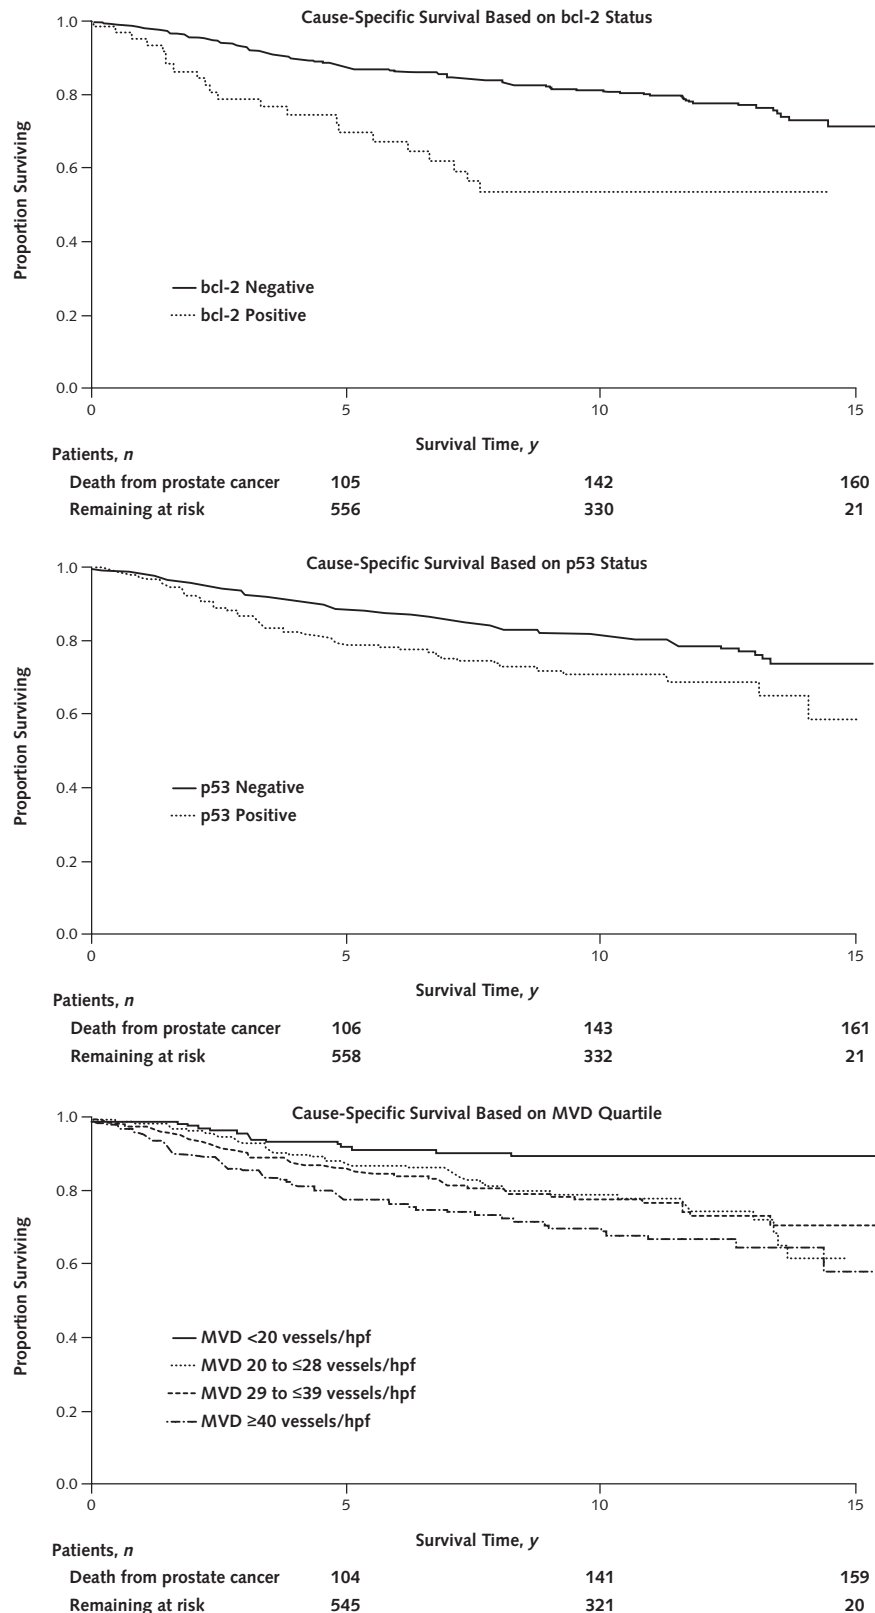 Cause-Specific Survival Based on bcl-2 Status
Proportion Surviving
1.0
0.8
0.6
0.4
0.2
0.0
bcl-2 Negative
bcl-2 Positive
0 5 10 15
Survival Time, y
Patients, n
Death from prostate cancer 105 142 160
Remaining at risk 556 330 21
Cause-Specific Survival Based on p53 Status
Proportion Surviving
1.0
0.8
0.6
0.4
0.2
0.0
p53 Negative
p53 Positive
0 5 10 15
Survival Time, y
Patients, n
Death from prostate cancer 106 143 161
Remaining at risk 558 332 21
Cause-Specific Survival Based on MVD Quartile
Proportion Surviving
1.0
0.8
0.6
0.4
0.2
0.0
MVD <20 vessels/hpf
MVD 20 to ≤28 vessels/hpf
MVD 29 to ≤39 vessels/hpf
MVD ≥40 vessels/hpf
0 5 10 15
Survival Time, y
Patients, n
Death from prostate cancer 104 141 159
Remaining at risk 545 321 20